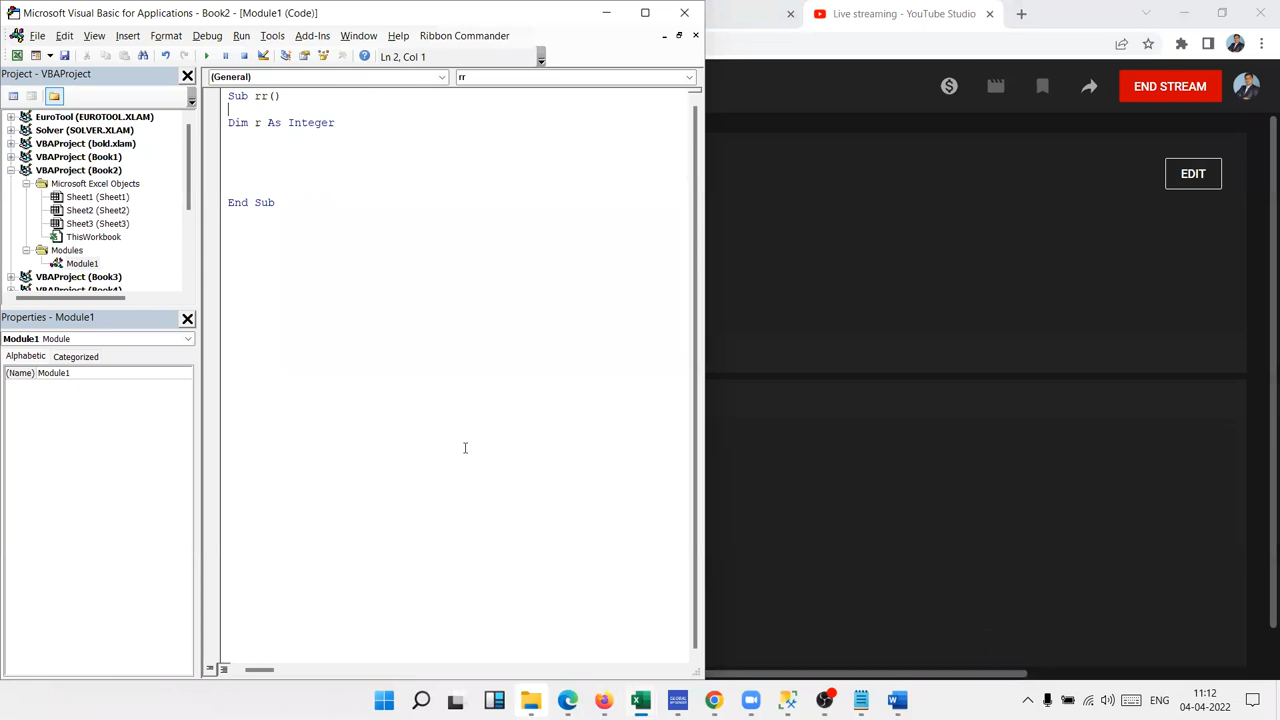 Microsoft Visual Basic for Applications - Book2 - [Module1 (Code)]
Live streaming - YouTube Studio
File Edit View Insert Format Debug Run Tools Add-Ins Window Help Ribbon Commander
Ln 2, Col 1
Project - VBAProject
(General)
rr
END STREAM
EuroTool (EUROTOOL.XLAM)
Solver (SOLVER.XLAM)
VBAProject (bold.xlam)
VBAProject (Book1)
VBAProject (Book2)
Microsoft Excel Objects
Sheet1 (Sheet1)
Sheet2 (Sheet2)
Sheet3 (Sheet3)
ThisWorkbook
Modules
Module1
VBAProject (Book3)
VBAProject (Book4)
Sub rr()
Dim r As Integer
End Sub
EDIT
Properties - Module1
Module1 Module
Alphabetic Categorized
(Name) Module1
GLOBAL
ENG
11:12
04-04-2022